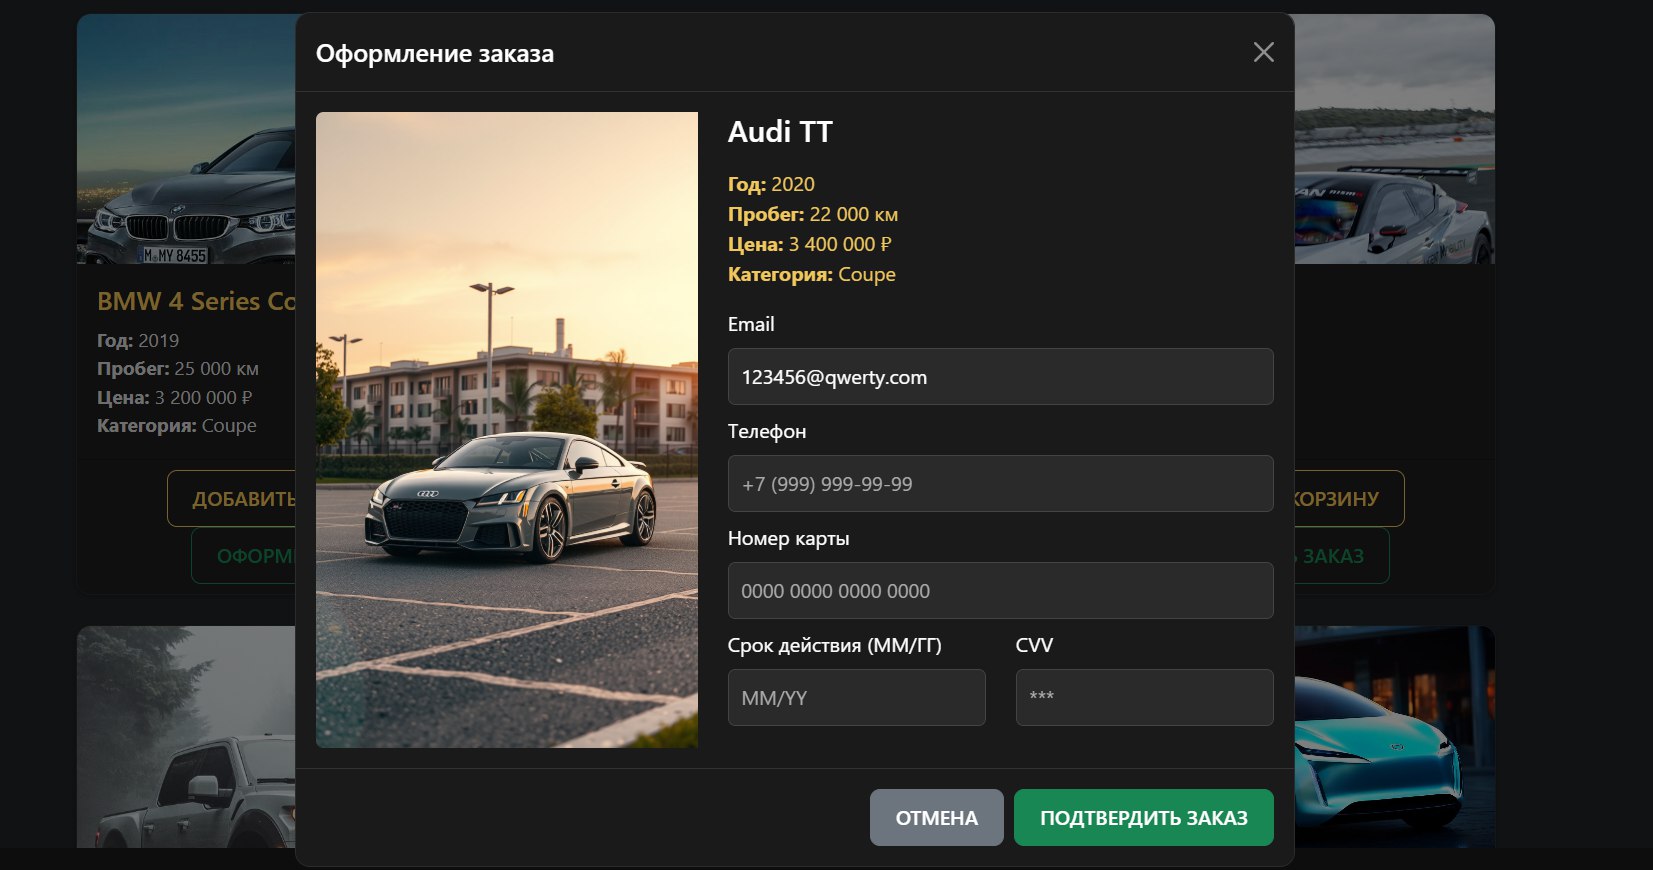 Оформление заказа
Audi TT
Год: 2020
Пробег: 22 000 км
Цена: 3 400 000 ₽
Категория: Coupe
Email
123456@qwerty.com
Телефон
+7 (999) 999-99-99
Номер карты
0000 0000 0000 0000
Срок действия (ММ/ГГ) CVV
MM/YY ***
ОТМЕНА ПОДТВЕРДИТЬ ЗАКАЗ
M MY 8455
BMW 4 Series Co
Год: 2019
Пробег: 25 000 км
Цена: 3 200 000 ₽
Категория: Coupe
ДОБАВИТЬ
ОФОРМ
КОРЗИНУ
Ь ЗАКАЗ